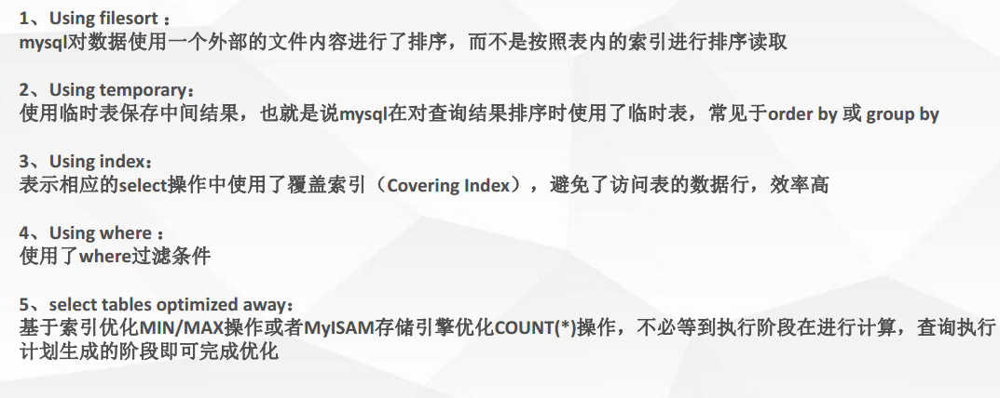 1、Using filesort：
mysql对数据使用一个外部的文件内容进行了排序，而不是按照表内的索引进行排序读取
2、Using temporary：
使用临时表保存中间结果，也就是说mysql在对查询结果排序时使用了临时表，常见于order by 或 group by
3、Using index：
表示相应的select操作中使用了覆盖索引（Covering Index），避免了访问表的数据行，效率高
4、Using where：
使用了where过滤条件
5、select tables optimized away：
基于索引优化MIN/MAX操作或者MyISAM存储引擎优化COUNT(*)操作，不必等到执行阶段在进行计算，查询执行
计划生成的阶段即可完成优化